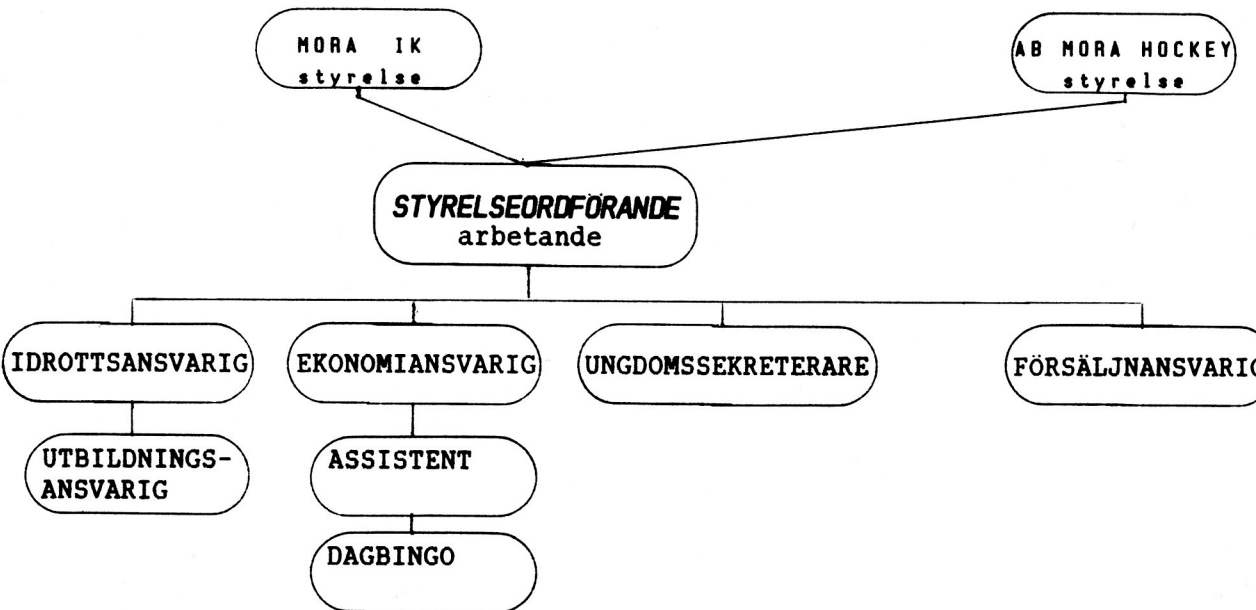 MORA IK
styrelse
AB MORA HOCKEY
styrelse
STYRELSEORDFÖRANDE
arbetande
IDROTTSANSVARIG
EKONOMIANSVARIG
UNGDOMSSEKRETERARE
FÖRSÄLJNANSVARIG
UTBILDNINGS-
ANSVARIG
ASSISTENT
DAGBINGO